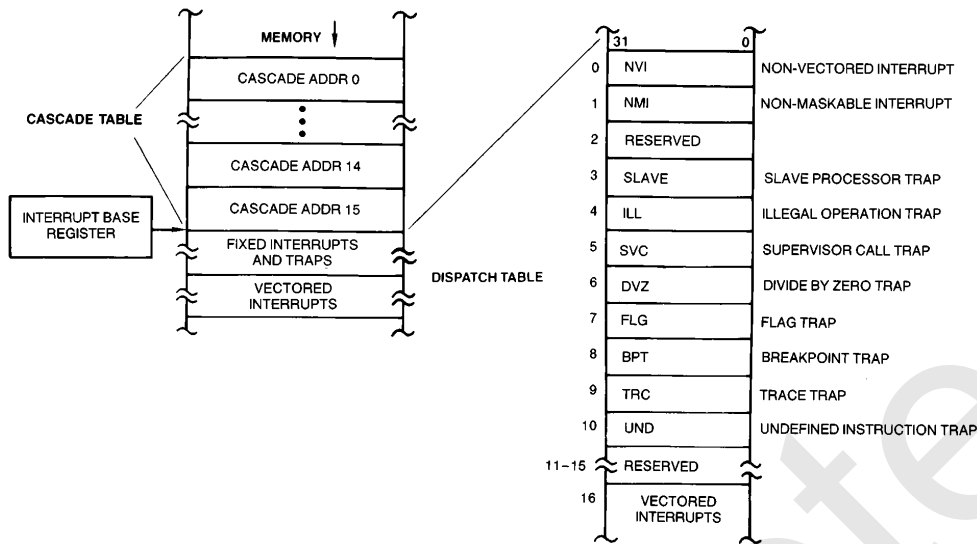 MEMORY
CASCADE ADDR 0
CASCADE TABLE
CASCADE ADDR 14
CASCADE ADDR 15
INTERRUPT BASE
REGISTER
FIXED INTERRUPTS
AND TRAPS
VECTORED
INTERRUPTS
DISPATCH TABLE
31 0
0 NVI NON-VECTORED INTERRUPT
1 NMI NON-MASKABLE INTERRUPT
2 RESERVED
3 SLAVE SLAVE PROCESSOR TRAP
4 ILL ILLEGAL OPERATION TRAP
5 SVC SUPERVISOR CALL TRAP
6 DVZ DIVIDE BY ZERO TRAP
7 FLG FLAG TRAP
8 BPT BREAKPOINT TRAP
9 TRC TRACE TRAP
10 UND UNDEFINED INSTRUCTION TRAP
11-15 RESERVED
16 VECTORED
INTERRUPTS